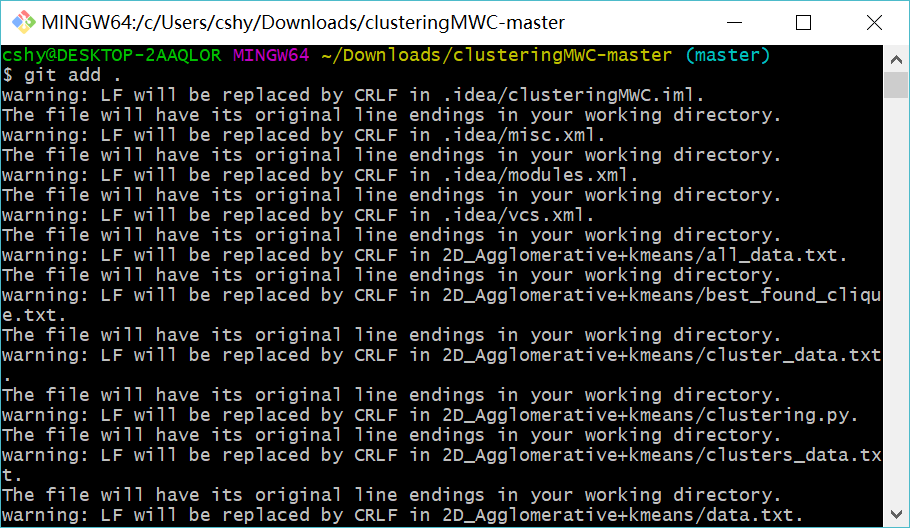 MINGW64:/c/Users/cshy/Downloads/clusteringMWC-master
cshy@DESKTOP-2AAQLOR MINGW64 ~/Downloads/clusteringMWC-master (master)
$ git add .
warning: LF will be replaced by CRLF in .idea/clusteringMWC.iml.
The file will have its original line endings in your working directory.
warning: LF will be replaced by CRLF in .idea/misc.xml.
The file will have its original line endings in your working directory.
warning: LF will be replaced by CRLF in .idea/modules.xml.
The file will have its original line endings in your working directory.
warning: LF will be replaced by CRLF in .idea/vcs.xml.
The file will have its original line endings in your working directory.
warning: LF will be replaced by CRLF in 2D_Agglomerative+kmeans/all_data.txt.
The file will have its original line endings in your working directory.
warning: LF will be replaced by CRLF in 2D_Agglomerative+kmeans/best_found_cliqu
e.txt.
The file will have its original line endings in your working directory.
warning: LF will be replaced by CRLF in 2D_Agglomerative+kmeans/cluster_data.txt
.
The file will have its original line endings in your working directory.
warning: LF will be replaced by CRLF in 2D_Agglomerative+kmeans/clustering.py.
The file will have its original line endings in your working directory.
warning: LF will be replaced by CRLF in 2D_Agglomerative+kmeans/clusters_data.tx
t.
The file will have its original line endings in your working directory.
warning: LF will be replaced by CRLF in 2D_Agglomerative+kmeans/data.txt.